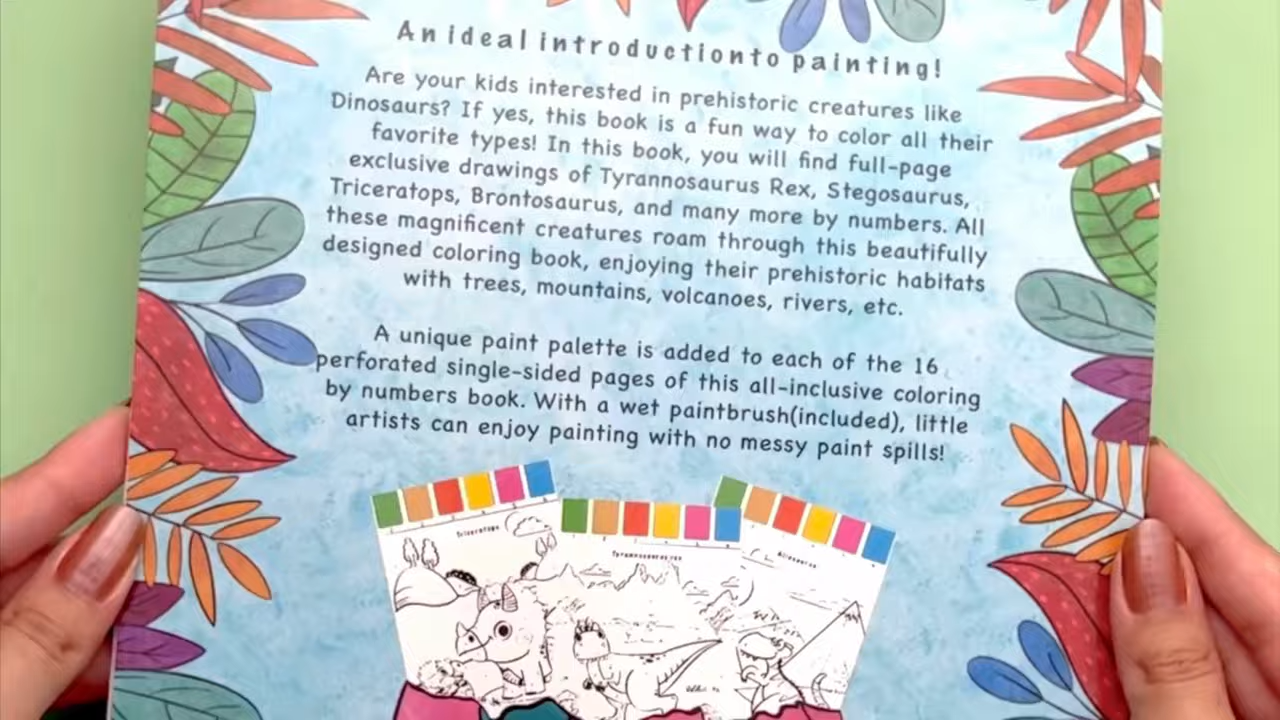 An ideal introduction to painting!
Are your kids interested in prehistoric creatures like
Dinosaurs? If yes, this book is a fun way to color all their
favorite types! In this book, you will find full-page
exclusive drawings of Tyrannosaurus Rex, Stegosaurus,
Triceratops, Brontosaurus, and many more by numbers. All
these magnificent creatures roam through this beautifully
designed coloring book, enjoying their prehistoric habitats
with trees, mountains, volcanoes, rivers, etc.
A unique paint palette is added to each of the 16
perforated single-sided pages of this all-inclusive coloring
by numbers book. With a wet paintbrush(included), little
artists can enjoy painting with no messy paint spills!
Triceratops
Tyrannosaurus rex
Allosaurus